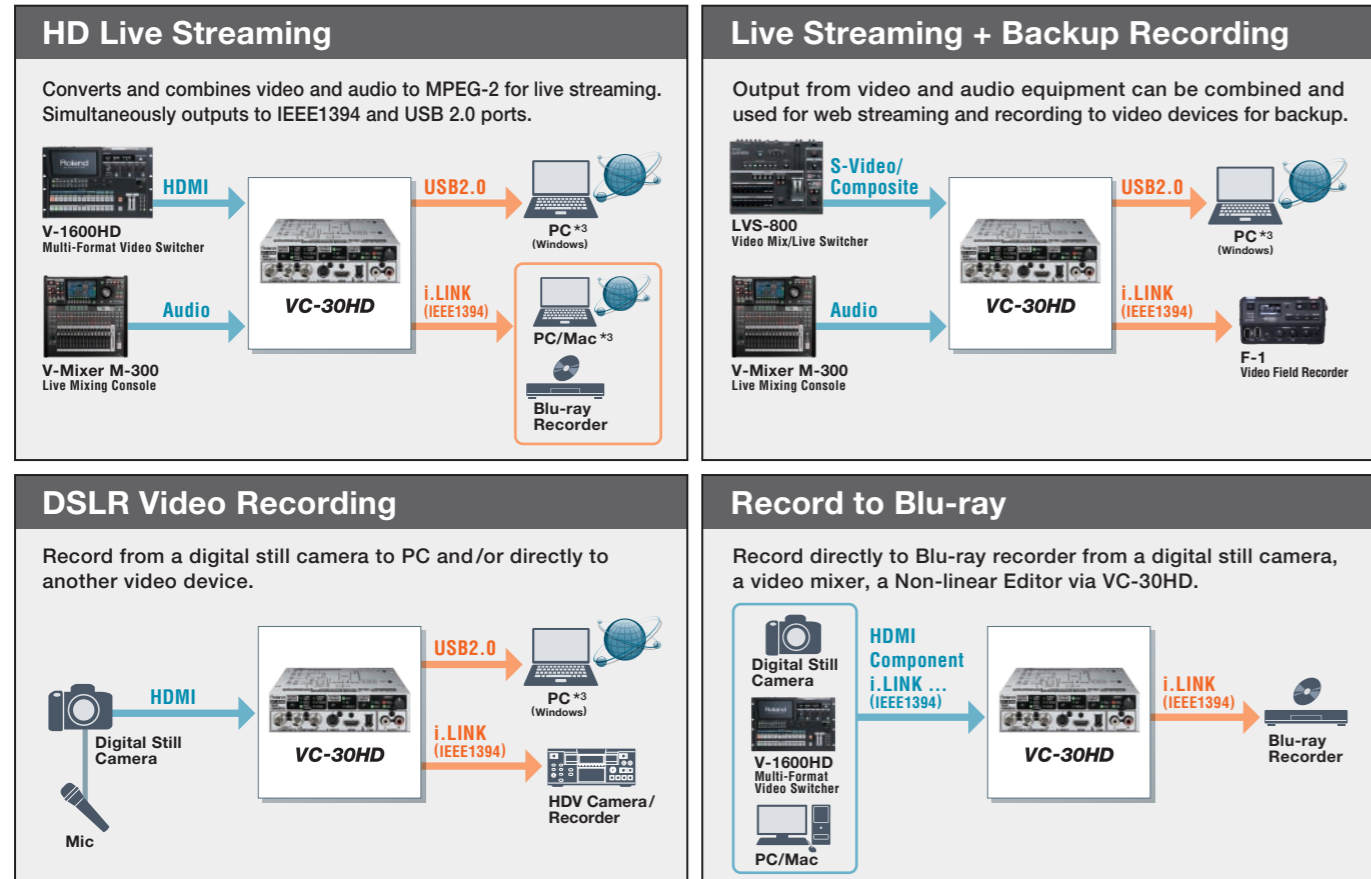 HD Live Streaming
Converts and combines video and audio to MPEG-2 for live streaming.
Simultaneously outputs to IEEE1394 and USB 2.0 ports.
Roland
HDMI
V-1600HD
Multi-Format Video Switcher
Audio
V-Mixer M-300
Live Mixing Console
VC-30HD
USB2.0
PC *3
(Windows)
i.LINK
(IEEE1394)
PC/Mac *3
Blu-ray
Recorder
Live Streaming + Backup Recording
Output from video and audio equipment can be combined and
used for web streaming and recording to video devices for backup.
S-Video/
Composite
LVS-800
Video Mix/Live Switcher
Audio
V-Mixer M-300
Live Mixing Console
VC-30HD
USB2.0
PC *3
(Windows)
i.LINK
(IEEE1394)
F-1
Video Field Recorder
DSLR Video Recording
Record from a digital still camera to PC and/or directly to
another video device.
HDMI
Digital Still
Camera
Mic
VC-30HD
USB2.0
PC *3
(Windows)
i.LINK
(IEEE1394)
HDV Camera/
Recorder
Record to Blu-ray
Record directly to Blu-ray recorder from a digital still camera,
a video mixer, a Non-linear Editor via VC-30HD.
Digital Still
Camera
Roland
V-1600HD
Multi-Format
Video Switcher
PC/Mac
HDMI
Component
i.LINK ...
(IEEE1394)
VC-30HD
i.LINK
(IEEE1394)
Blu-ray
Recorder